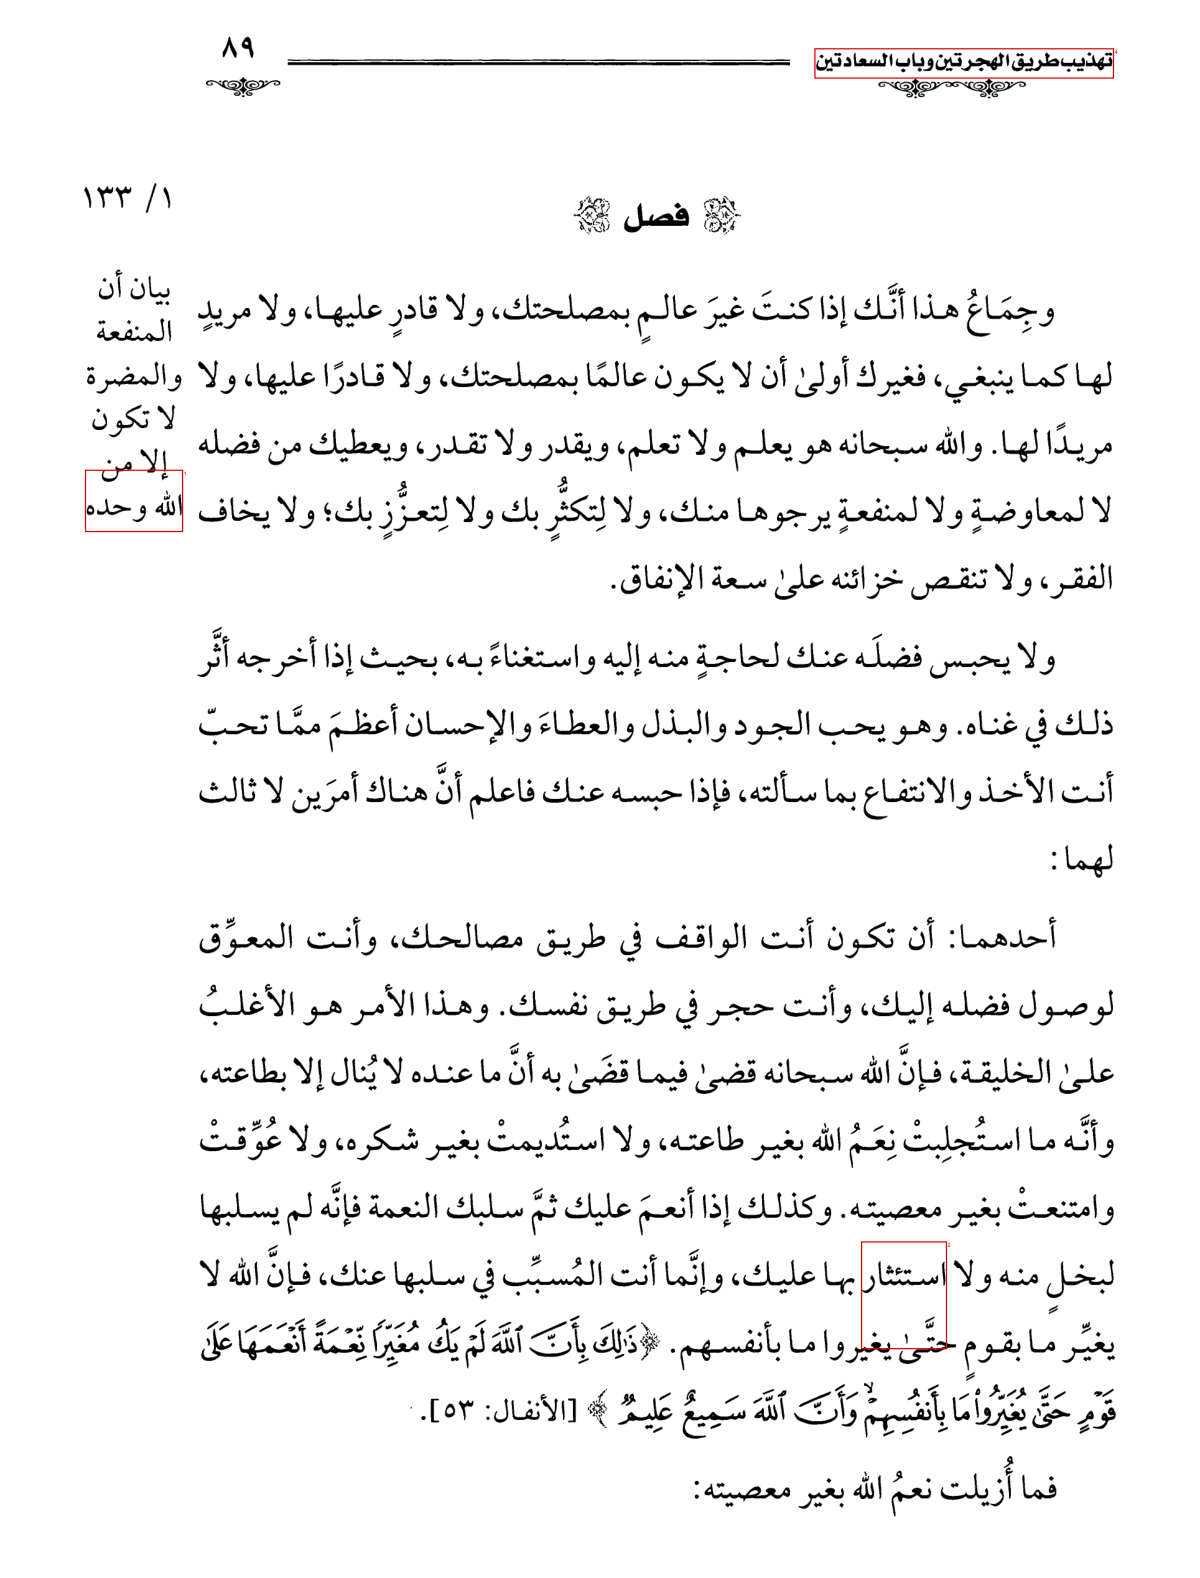 تهذيب طريق الهجرتين وباب السعادتين
٨٩
١/ ١٣٣
فصل
بيان أن
المنفعة
والمضرة
لا تكون
إلا من
الله وحده
وجِمَاعُ هذا أنَّك إذا كنتَ غيرَ عالمٍ بمصلحتك، ولا قادرٍ عليها، ولا مريدٍ
لها كما ينبغي، فغيرك أولىٰ أن لا يكون عالمًا بمصلحتك، ولا قادرًا عليها، ولا
مريدًا لها. والله سبحانه هو يعلم ولا تعلم، ويقدر ولا تقدر، ويعطيك من فضله
لا لمعاوضةٍ ولا لمنفعةٍ يرجوها منك، ولا لِتكثُّرٍ بك ولا لِتعزُّزٍ بك؛ ولا يخاف
الفقر، ولا تنقص خزائنه علىٰ سعة الإنفاق.
ولا يحبس فضلَه عنك لحاجةٍ منه إليه واستغناءً به، بحيث إذا أخرجه أثَّر
ذلك في غناه. وهو يحب الجود والبذل والعطاءَ والإحسان أعظمَ ممَّا تحبّ
أنت الأخذ والانتفاع بما سألته، فإذا حبسه عنك فاعلم أنَّ هناك أمرَين لا ثالث
لهما:
أحدهما: أن تكون أنت الواقف في طريق مصالحك، وأنت المعوِّق
لوصول فضله إليك، وأنت حجر في طريق نفسك. وهذا الأمر هو الأغلبُ
علىٰ الخليقة، فإنَّ الله سبحانه قضىٰ فيما قضَىٰ به أنَّ ما عنده لا يُنال إلا بطاعته،
وأنَّه ما استُجلِبتْ نِعَمُ الله بغير طاعته، ولا استُديمتْ بغير شكره، ولا عُوِّقتْ
وامتنعتْ بغير معصيته. وكذلك إذا أنعمَ عليك ثمَّ سلبك النعمة فإنَّه لم يسلبها
لبخلٍ منه ولا استئثار بها عليك، وإنَّما أنت المُسبِّب في سلبها عنك، فإنَّ الله لا
يغيِّر ما بقومٍ حتَّىٰ يغيروا ما بأنفسهم. ﴿ذَٰلِكَ بِأَنَّ ٱللَّهَ لَمۡ يَكُ مُغَيِّرٗا نِّعۡمَةً أَنۡعَمَهَا عَلَىٰ
قَوۡمٍ حَتَّىٰ يُغَيِّرُواْ مَا بِأَنفُسِهِمۡ وَأَنَّ ٱللَّهَ سَمِيعٌ عَلِيمٞ﴾ [الأنفال: ٥٣].
فما أُزيلت نعمُ الله بغير معصيته: